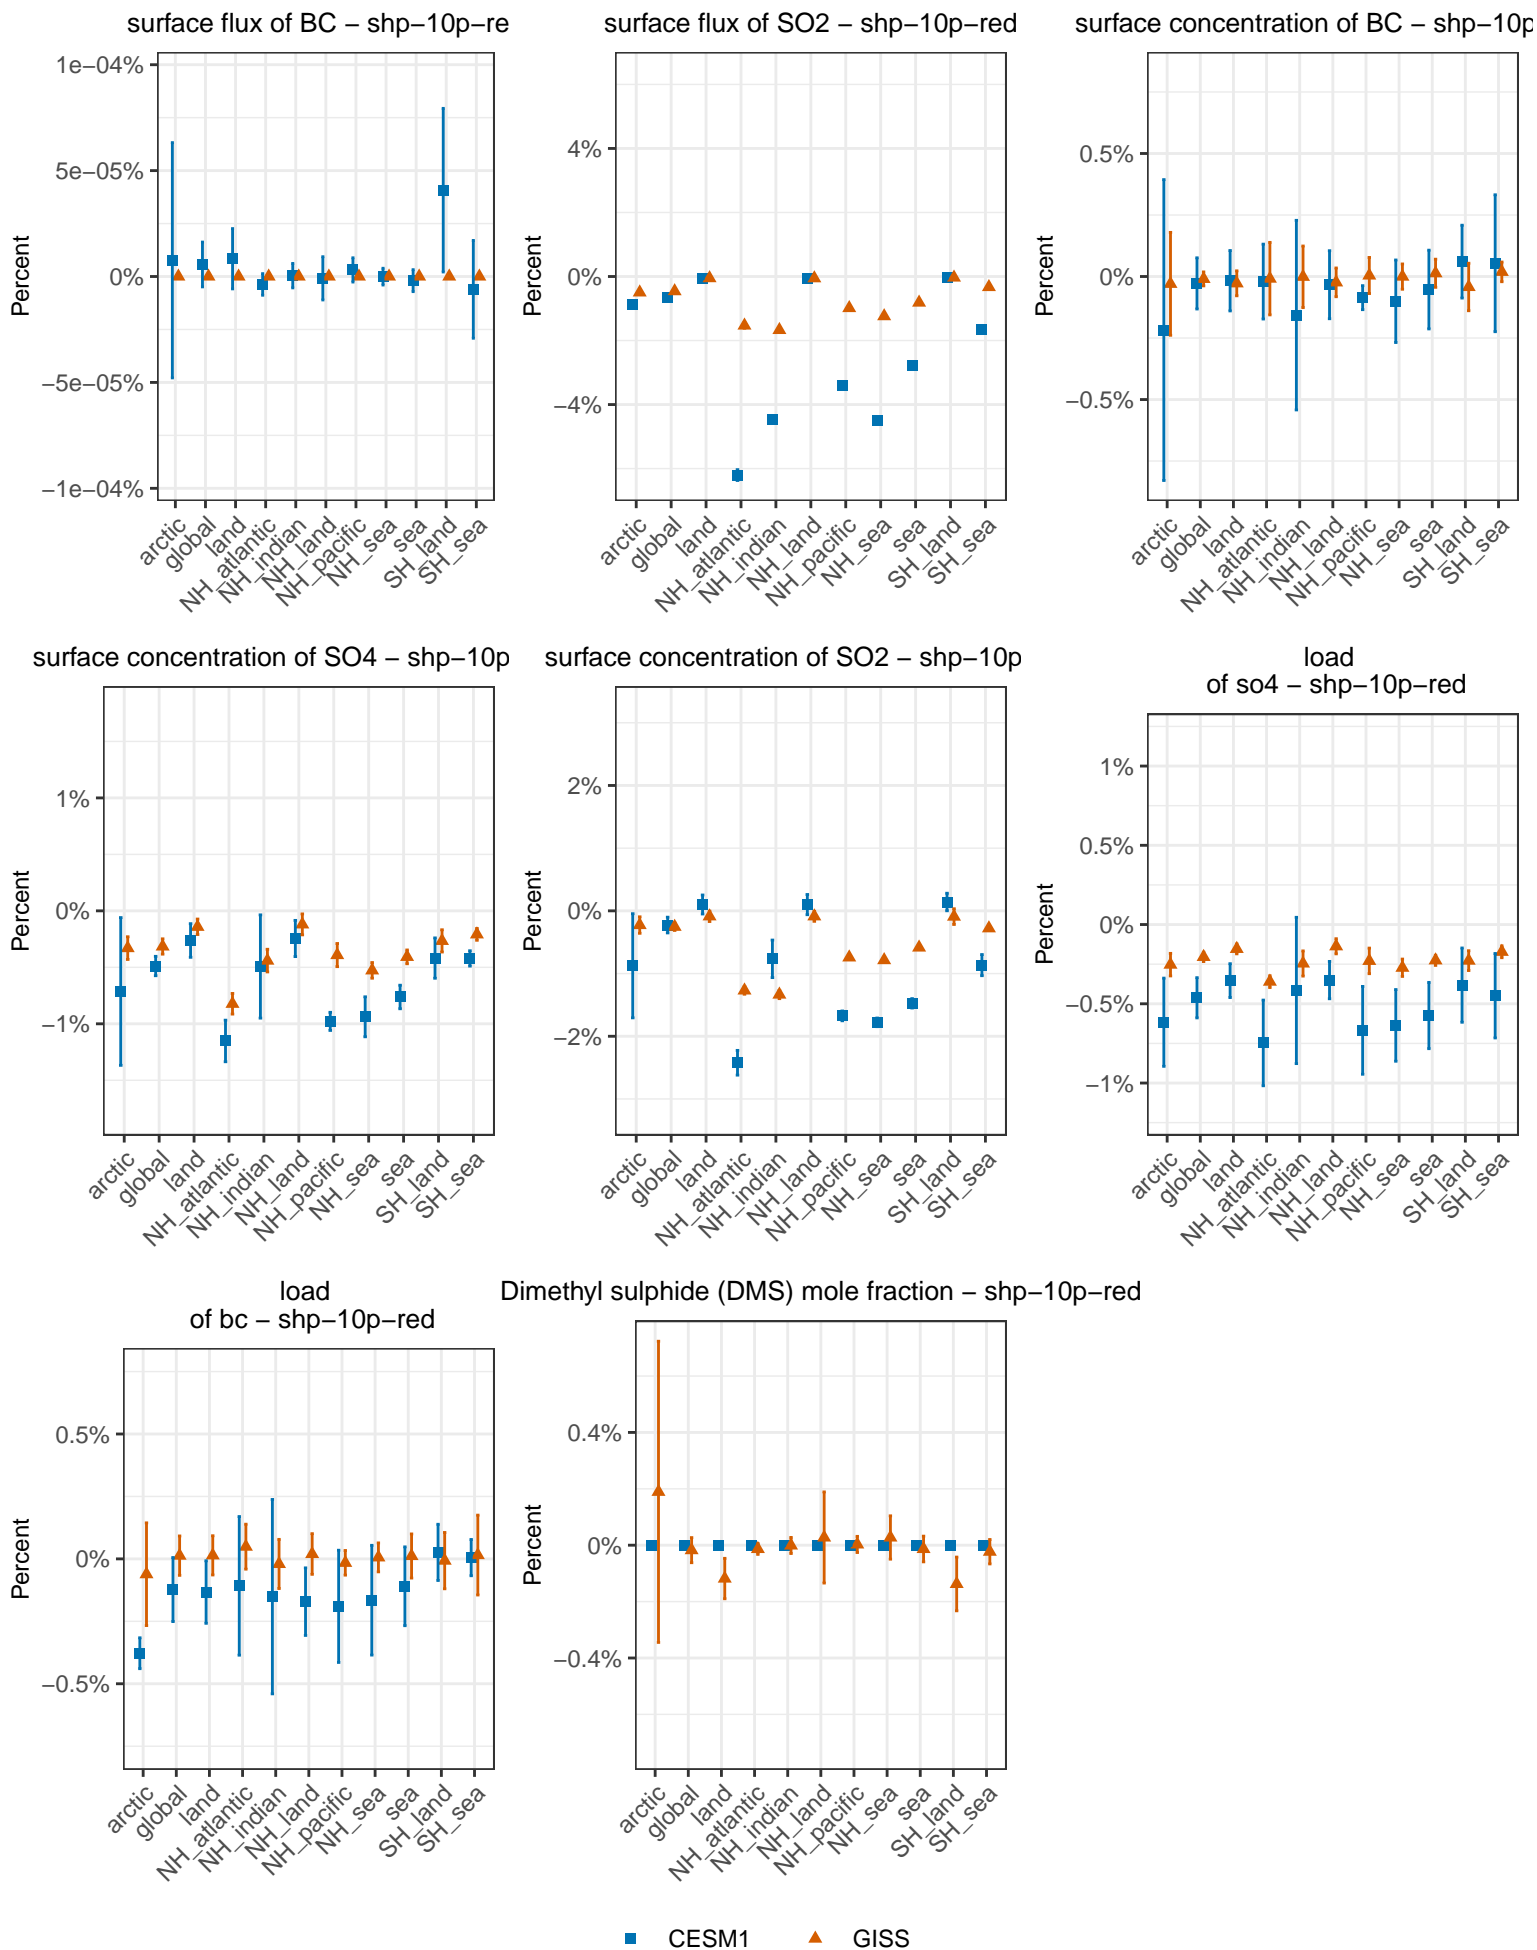 surface flux of BC − shp−10p−re
surface flux of SO2 − shp−10p−red
surface concentration of BC − shp−10p
Percent
1e−04%
5e−05%
0%
−5e−05%
−1e−04%
arctic
global
land
NH_atlantic
NH_indian
NH_land
NH_pacific
NH_sea
sea
SH_land
SH_sea
Percent
4%
0%
−4%
arctic
global
land
NH_atlantic
NH_indian
NH_land
NH_pacific
NH_sea
sea
SH_land
SH_sea
Percent
0.5%
0%
−0.5%
arctic
global
land
NH_atlantic
NH_indian
NH_land
NH_pacific
NH_sea
sea
SH_land
SH_sea
surface concentration of SO4 − shp−10p
surface concentration of SO2 − shp−10p
load
of so4 − shp−10p−red
Percent
1%
0%
−1%
arctic
global
land
NH_atlantic
NH_indian
NH_land
NH_pacific
NH_sea
sea
SH_land
SH_sea
Percent
2%
0%
−2%
arctic
global
land
NH_atlantic
NH_indian
NH_land
NH_pacific
NH_sea
sea
SH_land
SH_sea
Percent
1%
0.5%
0%
−0.5%
−1%
arctic
global
land
NH_atlantic
NH_indian
NH_land
NH_pacific
NH_sea
sea
SH_land
SH_sea
load
of bc − shp−10p−red
Dimethyl sulphide (DMS) mole fraction − shp−10p−red
Percent
0.5%
0%
−0.5%
arctic
global
land
NH_atlantic
NH_indian
NH_land
NH_pacific
NH_sea
sea
SH_land
SH_sea
Percent
0.4%
0%
−0.4%
arctic
global
land
NH_atlantic
NH_indian
NH_land
NH_pacific
NH_sea
sea
SH_land
SH_sea
CESM1
GISS